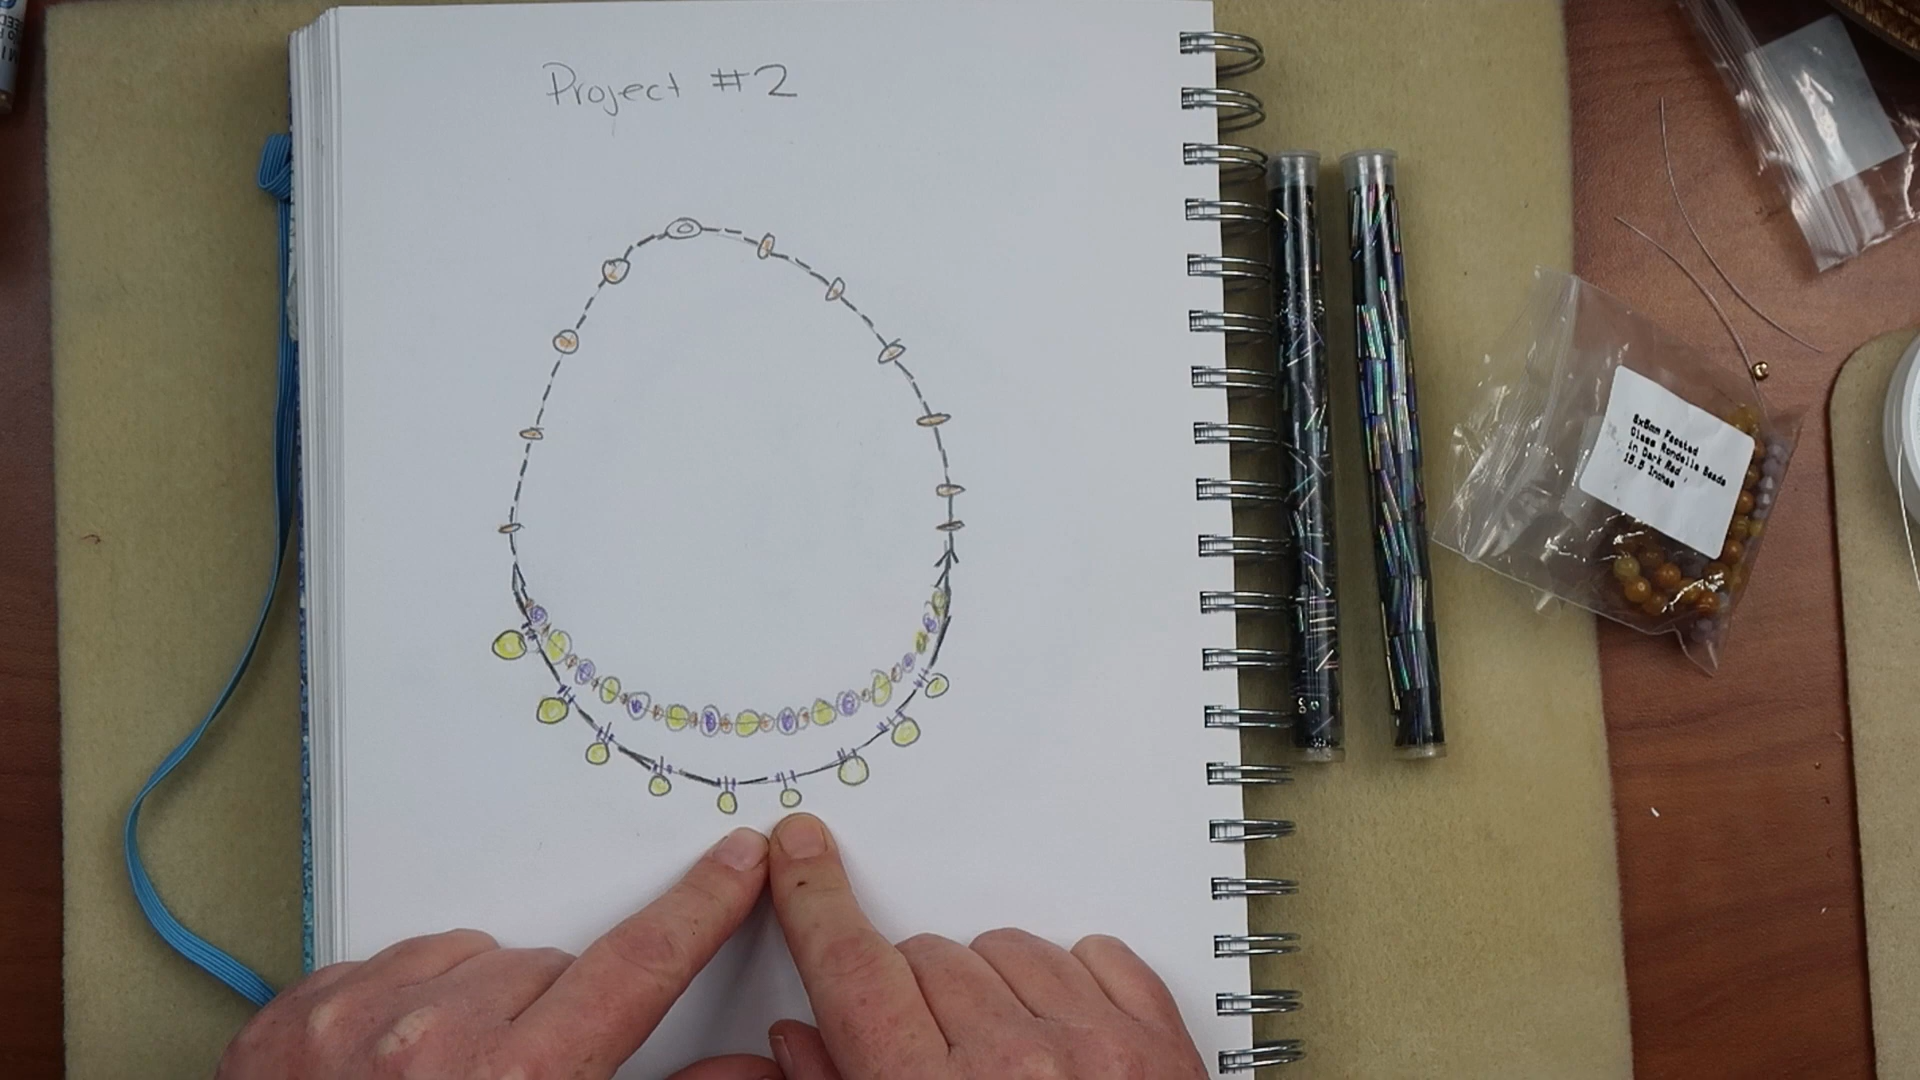 Project #2
6x8mm Faceted
Glass Rondelle Beads
in Dark Red
15.5 Inches